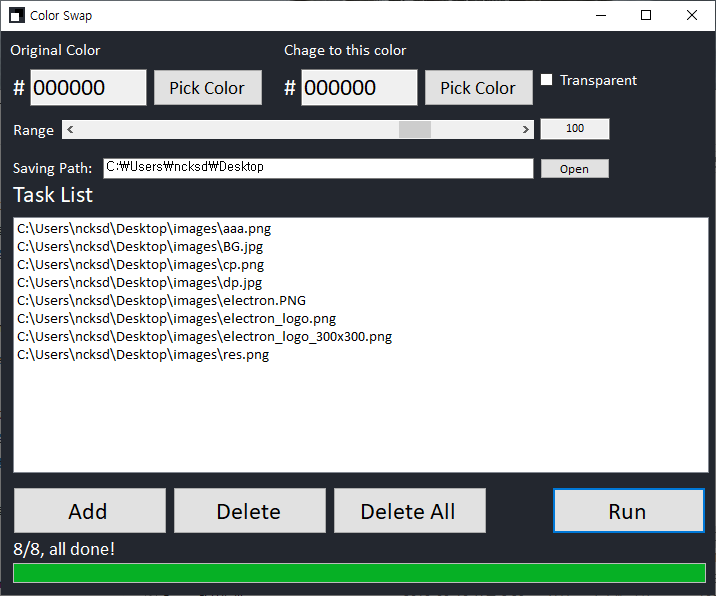 Color Swap
Original Color
Chage to this color
# 000000 Pick Color # 000000 Pick Color Transparent
Range < > 100
Saving Path: C:₩Users₩ncksd₩Desktop Open
Task List
C:\Users\ncksd\Desktop\images\aaa.png
C:\Users\ncksd\Desktop\images\BG.jpg
C:\Users\ncksd\Desktop\images\cp.png
C:\Users\ncksd\Desktop\images\dp.jpg
C:\Users\ncksd\Desktop\images\electron.PNG
C:\Users\ncksd\Desktop\images\electron_logo.png
C:\Users\ncksd\Desktop\images\electron_logo_300x300.png
C:\Users\ncksd\Desktop\images\res.png
Add Delete Delete All Run
8/8, all done!